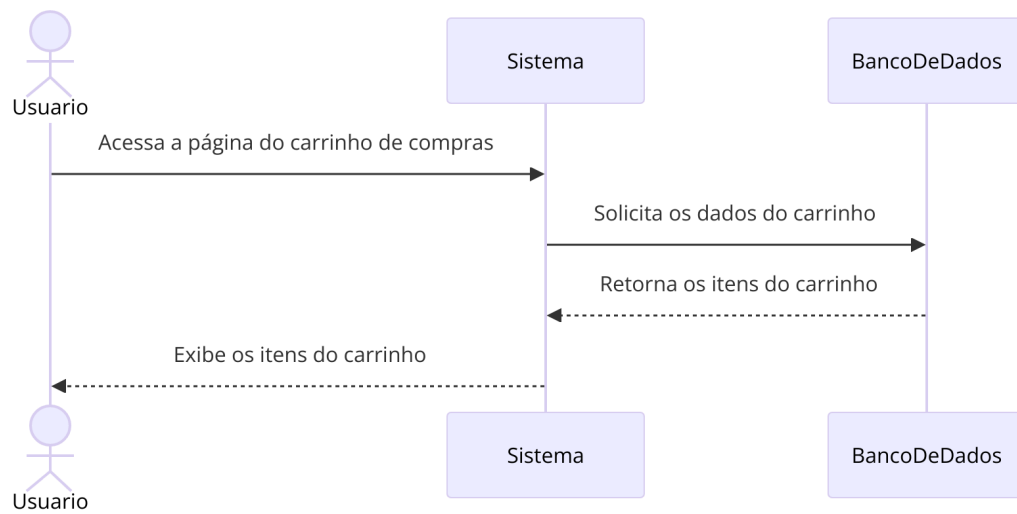 Usuario
Sistema
BancoDeDados
Acessa a página do carrinho de compras
Solicita os dados do carrinho
Retorna os itens do carrinho
Exibe os itens do carrinho
Usuario
Sistema
BancoDeDados